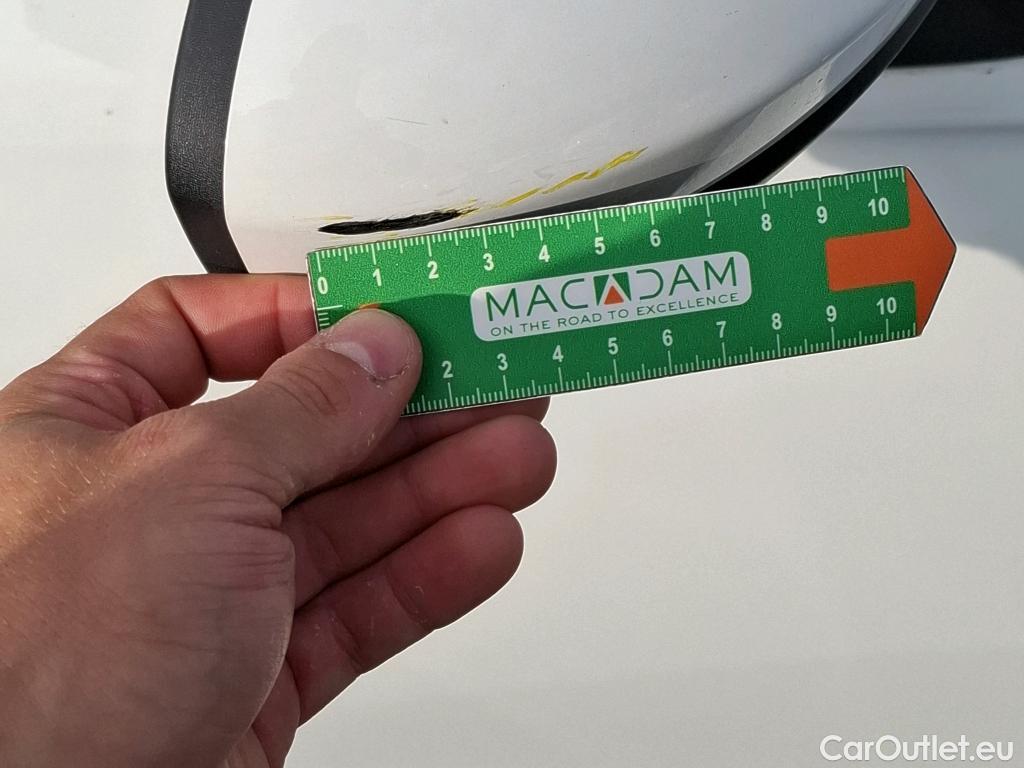 0 1 2 3 4 5 6 7 8 9 10
MACADAM
ON THE ROAD TO EXCELLENCE
2 3 4 5 6 7 8 9 10
CarOutlet.eu